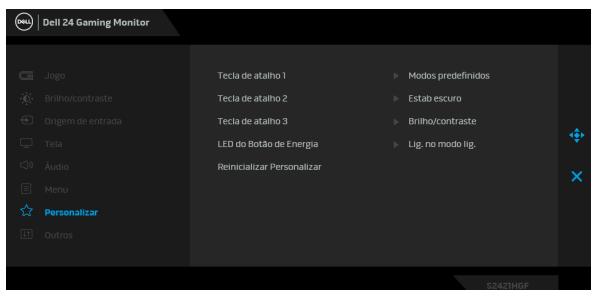 DELL Dell 24 Gaming Monitor
Jogo
Brilho/contraste
Origem de entrada
Tela
Áudio
Menu
Personalizar
Outros
Tecla de atalho 1 Modos predefinidos
Tecla de atalho 2 Estab escuro
Tecla de atalho 3 Brilho/contraste
LED do Botão de Energia Lig. no modo lig.
Reinicializar Personalizar
S2421HGF